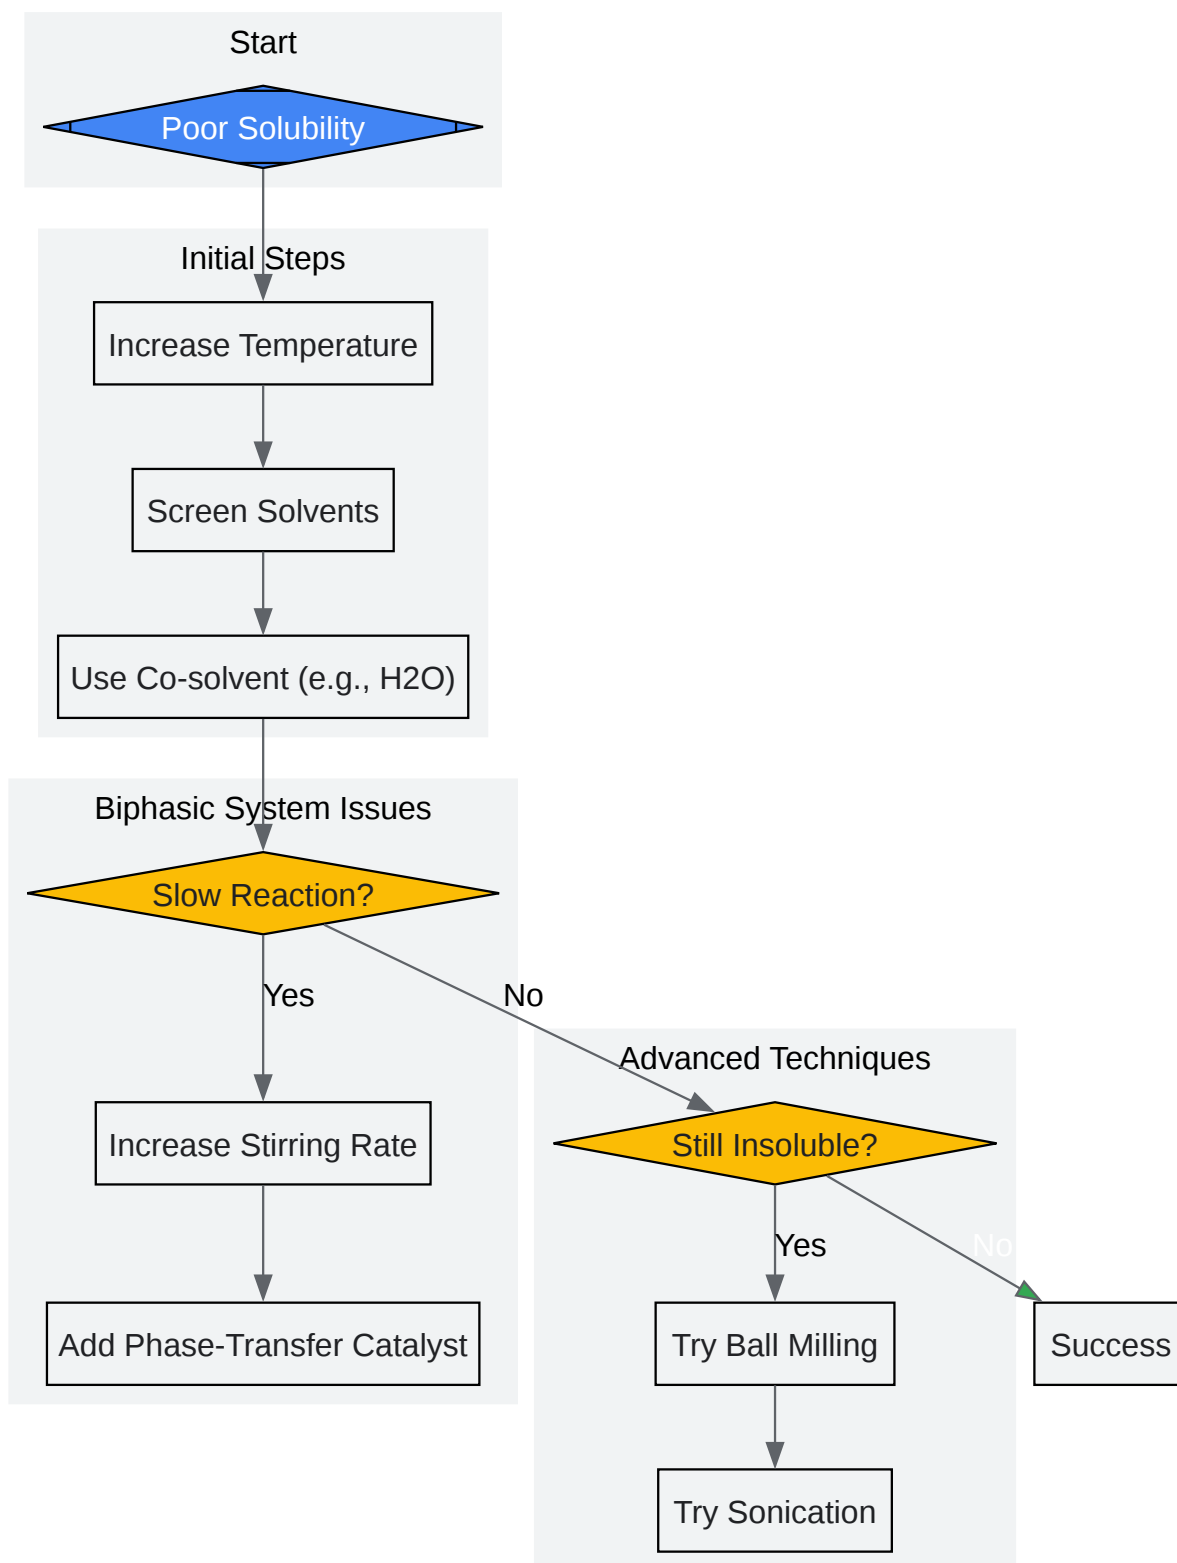 Start
Poor Solubility
Initial Steps
Increase Temperature
Screen Solvents
Use Co-solvent (e.g., H2O)
Biphasic System Issues
Slow Reaction?
Yes
No
Advanced Techniques
Increase Stirring Rate
Still Insoluble?
Yes
No
Add Phase-Transfer Catalyst
Try Ball Milling
Success
Try Sonication